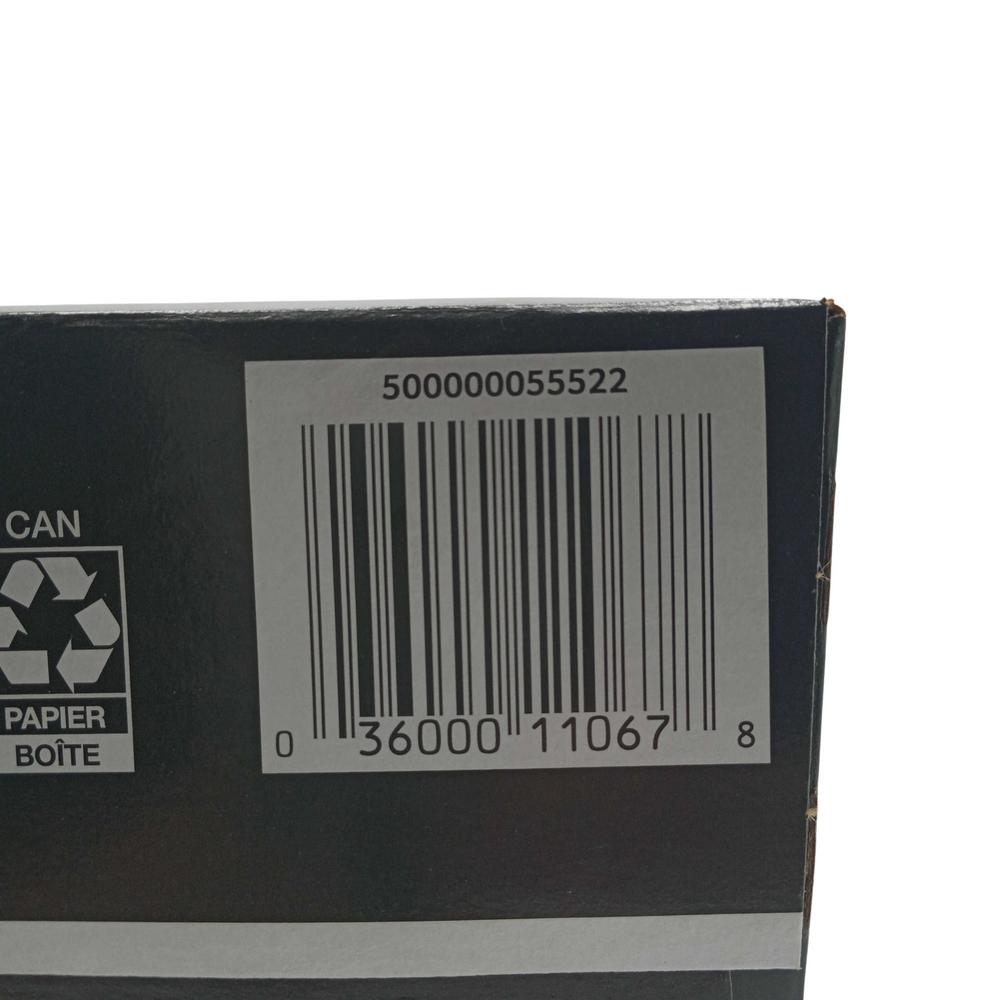 500000055522
CAN
PAPIER
BOÎTE
0 36000 11067 8